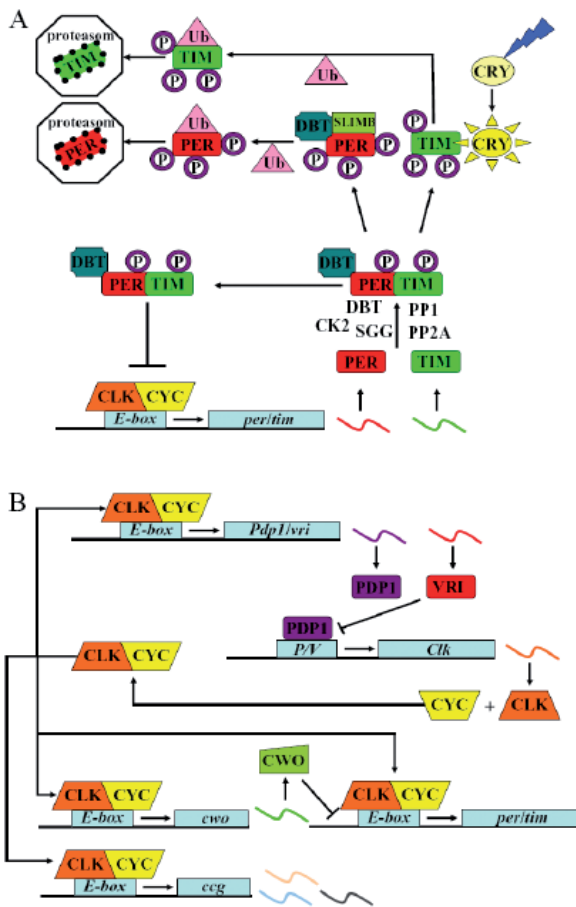 A
proteasom
TIM
P
Ub
TIM
P
P
P
Ub
CRY
proteasom
PER
Ub
PER
P
P
P
P
Ub
DBT
SLIMB
PER
P
P
P
P
TIM
P
P
CRY
DBT
P
P
PER
TIM
DBT
P
P
PER
TIM
DBT
CK2
SGG
PP1
PP2A
PER
TIM
CLK
CYC
E-box
per/tim
B
CLK
CYC
E-box
Pdp1/vri
PDP1
VRI
PDP1
P/V
Clk
CLK
CYC
CYC
+
CLK
CWO
CLK
CYC
E-box
cwo
CLK
CYC
E-box
per/tim
CLK
CYC
E-box
ccg